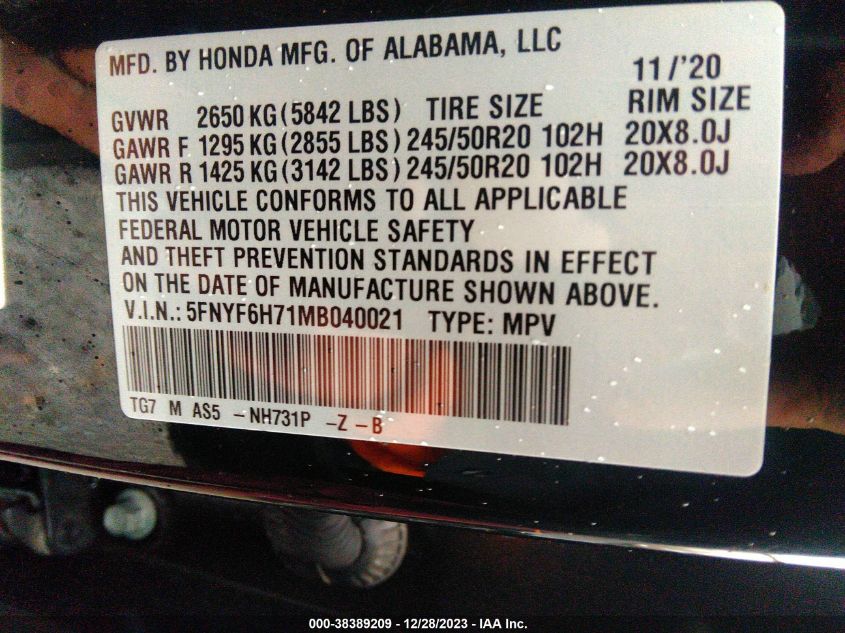 MFD. BY HONDA MFG. OF ALABAMA, LLC
11/'20
GVWR 2650 KG (5842 LBS) TIRE SIZE RIM SIZE
GAWR F 1295 KG (2855 LBS) 245/50R20 102H 20X8.0J
GAWR R 1425 KG (3142 LBS) 245/50R20 102H 20X8.0J
THIS VEHICLE CONFORMS TO ALL APPLICABLE
FEDERAL MOTOR VEHICLE SAFETY
AND THEFT PREVENTION STANDARDS IN EFFECT
ON THE DATE OF MANUFACTURE SHOWN ABOVE.
V.I.N.: 5FNYF6H71MB040021 TYPE: MPV
TG7 M AS5 -NH731P -Z -B
000-38389209 - 12/28/2023 - IAA Inc.